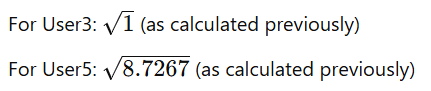 For User3: √1 (as calculated previously)
For User5: √8.7267 (as calculated previously)